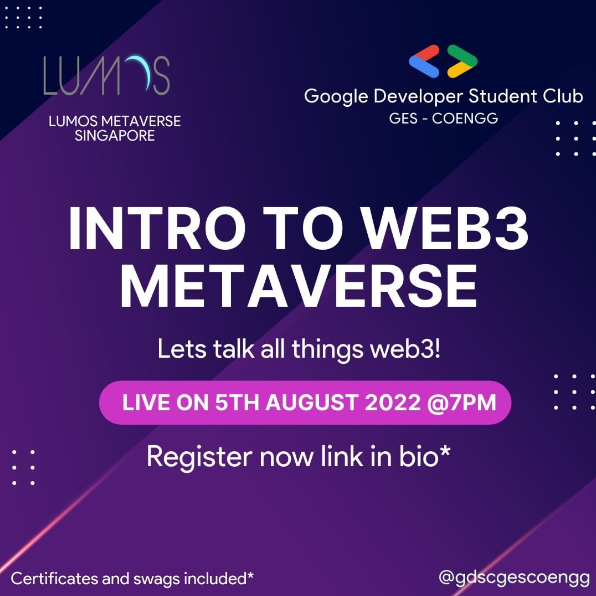 LUMOS
LUMOS METAVERSE
SINGAPORE
Google Developer Student Club
GES - COENGG
INTRO TO WEB3
METAVERSE
Lets talk all things web3!
LIVE ON 5TH AUGUST 2022 @7PM
Register now link in bio*
Certificates and swags included*
@gdscgescoengg